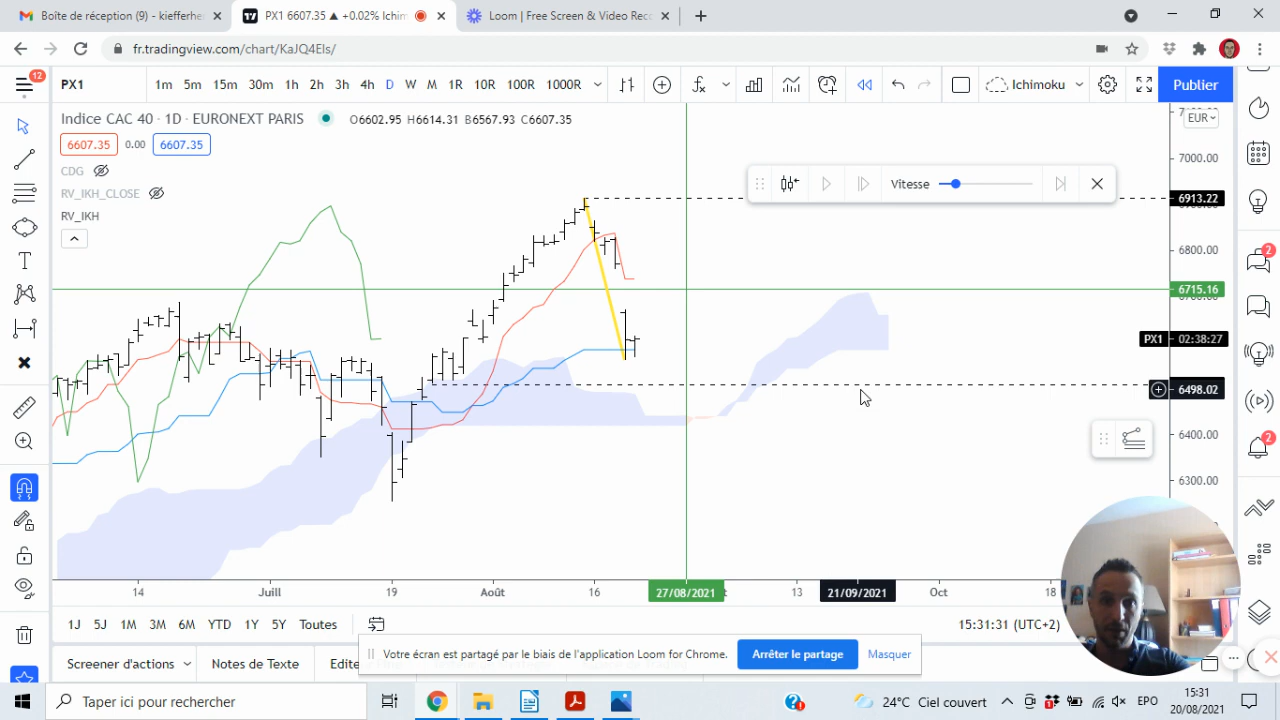 Boîte de réception (9) - kiefferhe
PX1 6607.35 ▲ +0.02% Ichim
Loom | Free Screen & Video Reco
fr.tradingview.com/chart/KaJQ4EIs/
12
PX1
1m 5m 15m 30m 1h 2h 3h 4h D W M 1R 10R 100R 1000R
Ichimoku
Publier
Indice CAC 40 · 1D · EURONEXT PARIS
O6602.95 H6614.31 B6567.93 C6607.35
EUR
6607.35 0.00 6607.35
7000.00
CDG
Vitesse
RV_IKH_CLOSE
6913.22
RV_IKH
6800.00
2
6715.16
PX1 02:38:27
6498.02
6400.00
2
6300.00
14 Juill 19 Août 16 27/08/2021 13 21/09/2021 Oct 18
1J 5J 1M 3M 6M YTD 1Y 5Y Toutes
15:31:31 (UTC+2)
Screener d'actions
Notes de Texte
Votre écran est partagé par le biais de l'application Loom for Chrome.
Arrêter le partage
Masquer
Taper ici pour rechercher
24°C Ciel couvert
EPO
15:31
20/08/2021